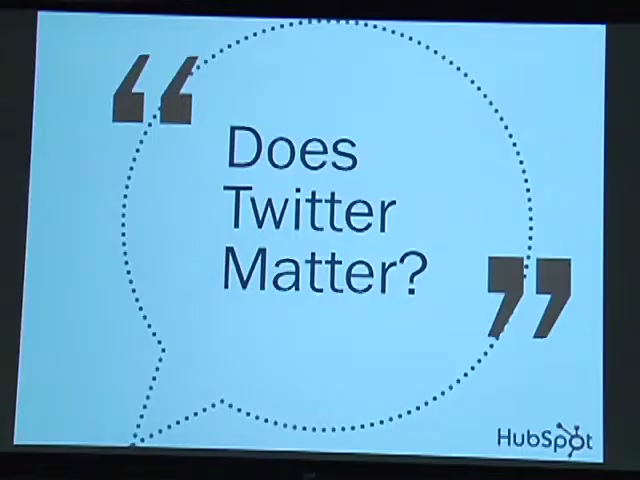 “
Does
Twitter
Matter?
”
HubSpot